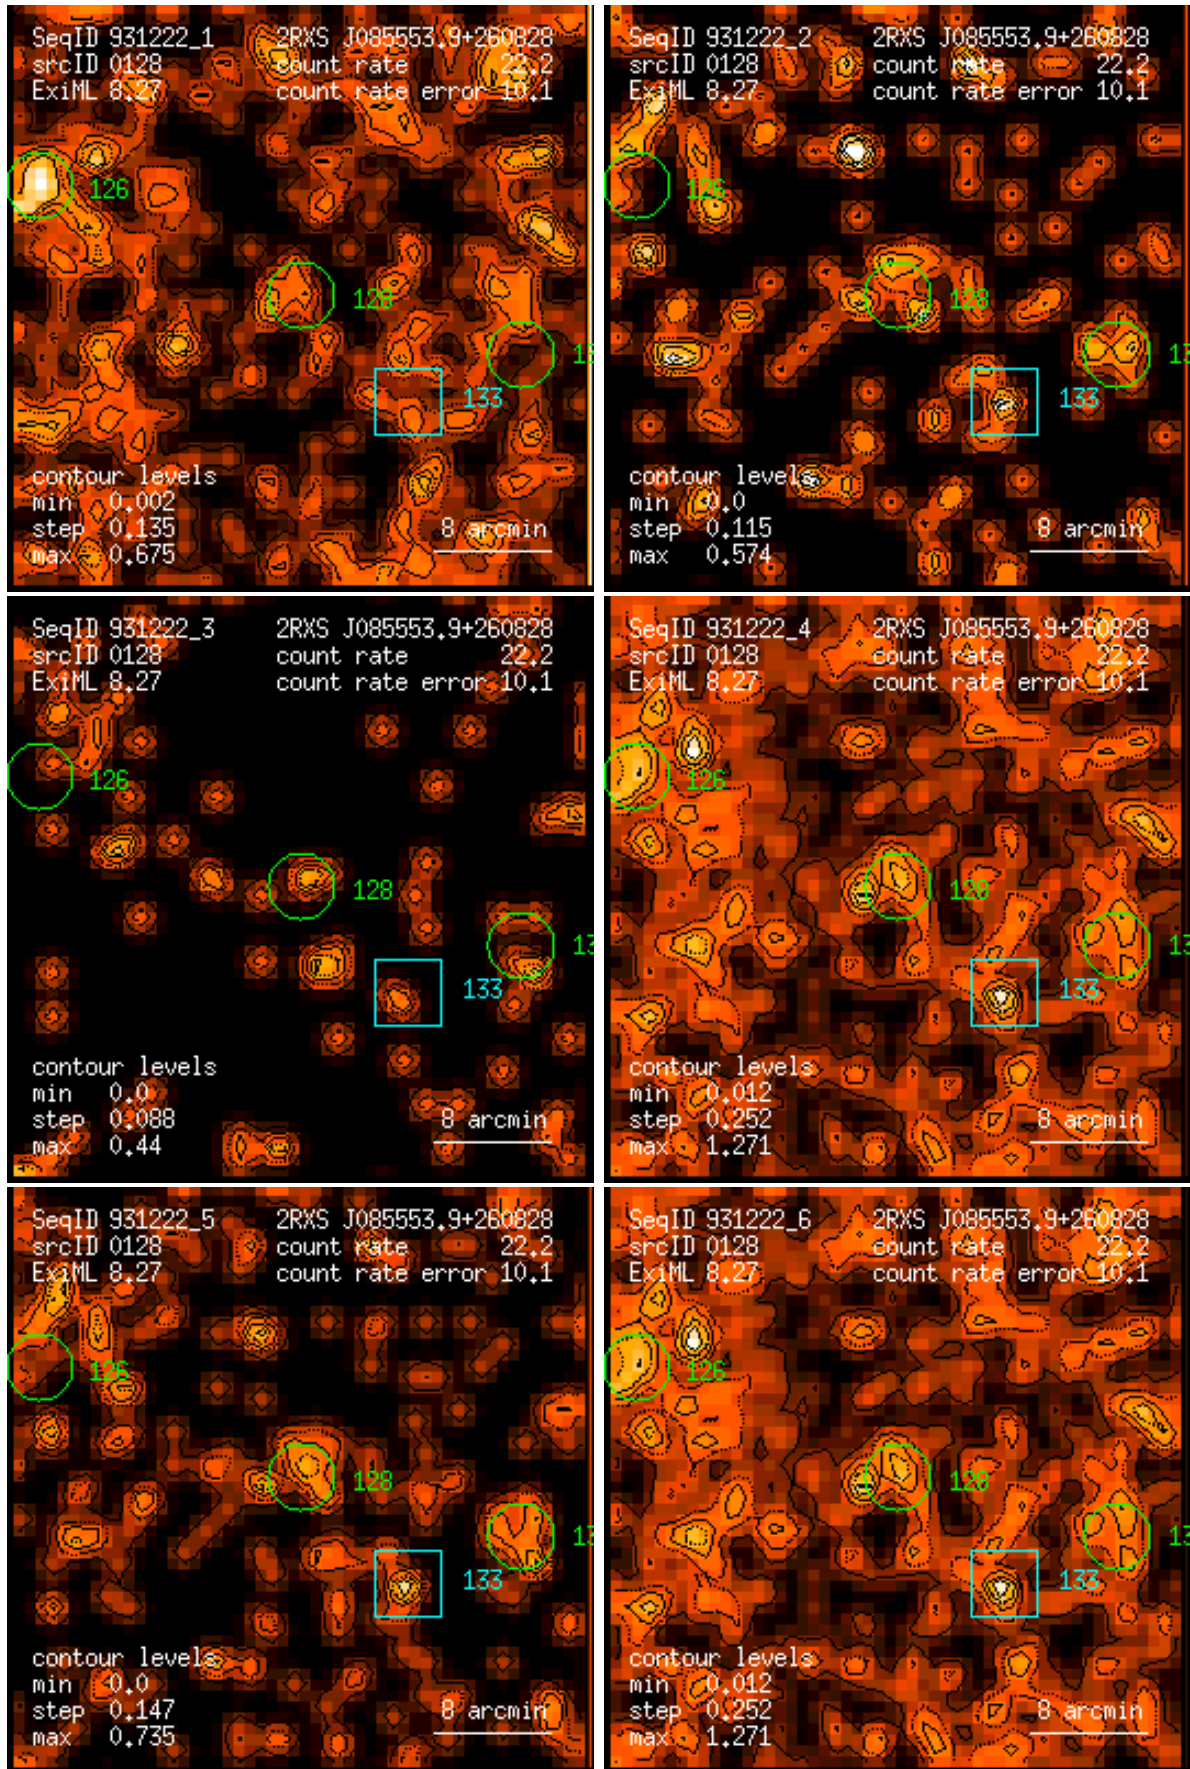 SeqID 931222_1 2RXS J085553.9+260828
srcID 0128 count rate 22.2
ExiML 8.27 count rate error 10.1
126
128
13
133
contour levels
min 0.002
step 0.135 8 arcmin
max 0.675
SeqID 931222_2 2RXS J085553.9+260828
srcID 0128 count rate 22.2
ExiML 8.27 count rate error 10.1
126
128
13
133
contour levels
min 0.0
step 0.115 8 arcmin
max 0.574
SeqID 931222_3 2RXS J085553.9+260828
srcID 0128 count rate 22.2
ExiML 8.27 count rate error 10.1
126
128
13
133
contour levels
min 0.0
step 0.088 8 arcmin
max 0.44
SeqID 931222_4 2RXS J085553.9+260828
srcID 0128 count rate 22.2
ExiML 8.27 count rate error 10.1
126
128
13
133
contour levels
min 0.012
step 0.252 8 arcmin
max 1.271
SeqID 931222_5 2RXS J085553.9+260828
srcID 0128 count rate 22.2
ExiML 8.27 count rate error 10.1
126
128
13
133
contour levels
min 0.0
step 0.147 8 arcmin
max 0.735
SeqID 931222_6 2RXS J085553.9+260828
srcID 0128 count rate 22.2
ExiML 8.27 count rate error 10.1
126
128
13
133
contour levels
min 0.012
step 0.252 8 arcmin
max 1.271